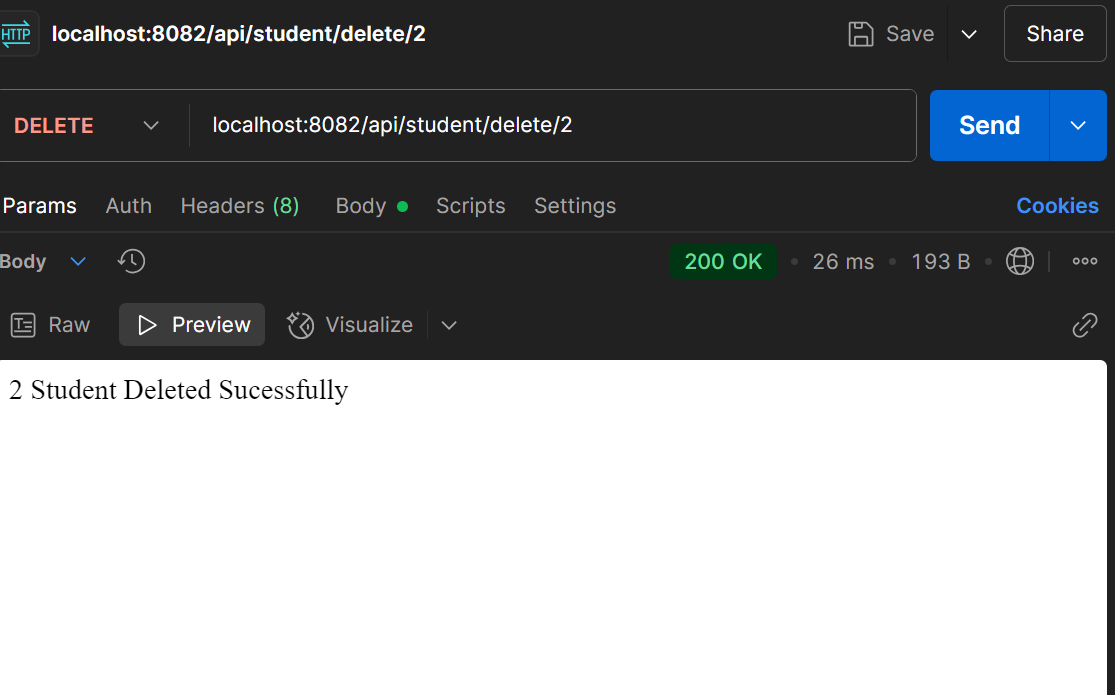 HTTP localhost:8082/api/student/delete/2 Save Share
DELETE localhost:8082/api/student/delete/2 Send
Params Auth Headers (8) Body Scripts Settings Cookies
Body 200 OK 26 ms 193 B
Raw Preview Visualize
2 Student Deleted Sucessfully